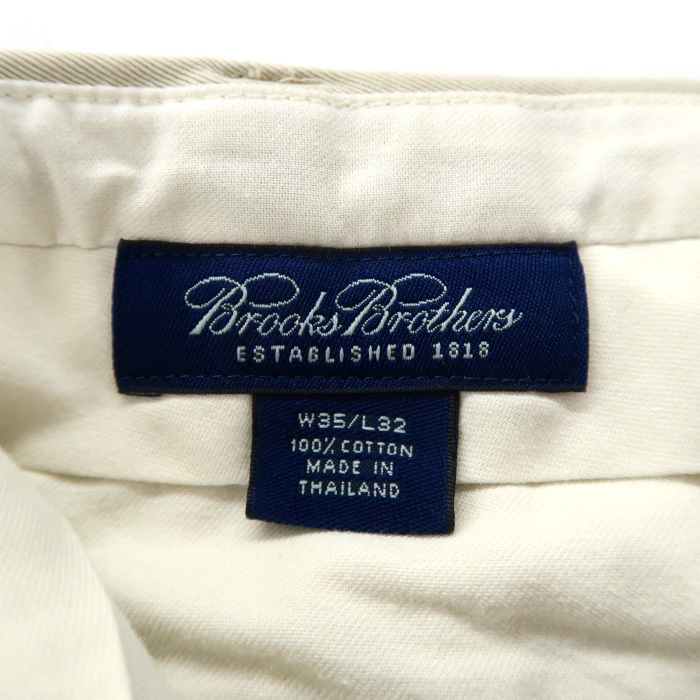 Brooks Brothers
ESTABLISHED 1818
W35/L32
100% COTTON
MADE IN
THAILAND